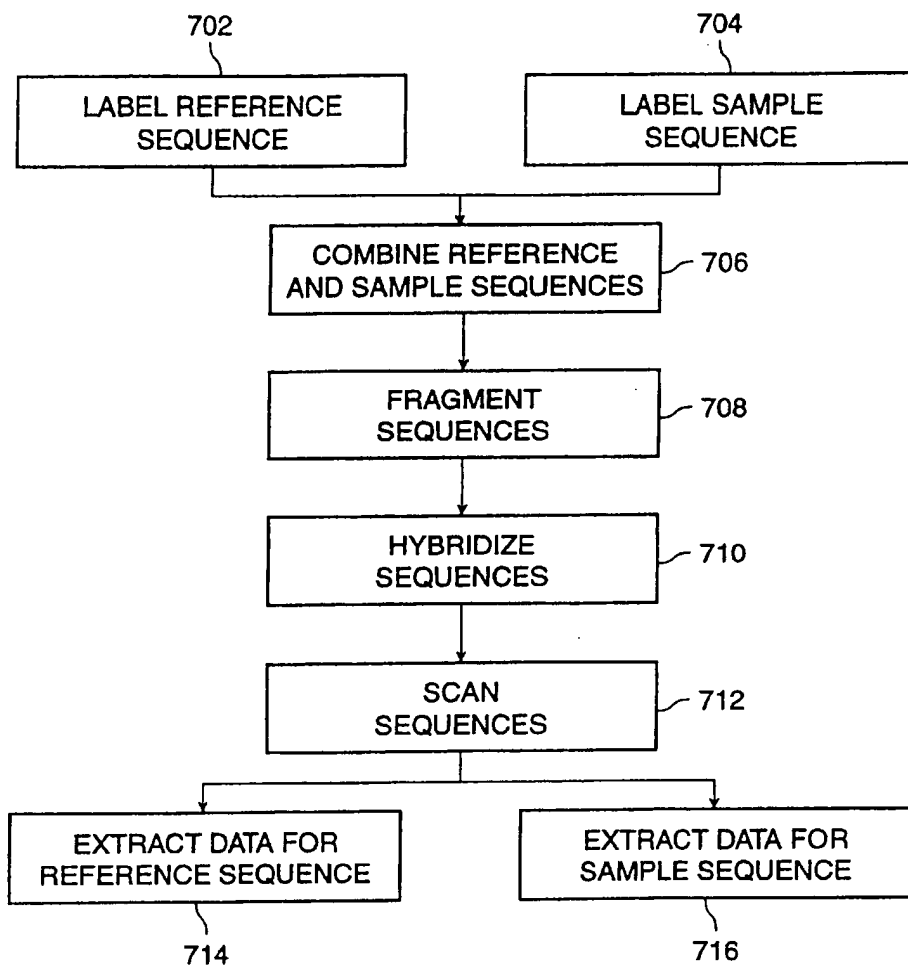 702
704
LABEL REFERENCE
SEQUENCE
LABEL SAMPLE
SEQUENCE
COMBINE REFERENCE
AND SAMPLE SEQUENCES
706
FRAGMENT
SEQUENCES
708
HYBRIDIZE
SEQUENCES
710
SCAN
SEQUENCES
712
EXTRACT DATA FOR
REFERENCE SEQUENCE
EXTRACT DATA FOR
SAMPLE SEQUENCE
714
716